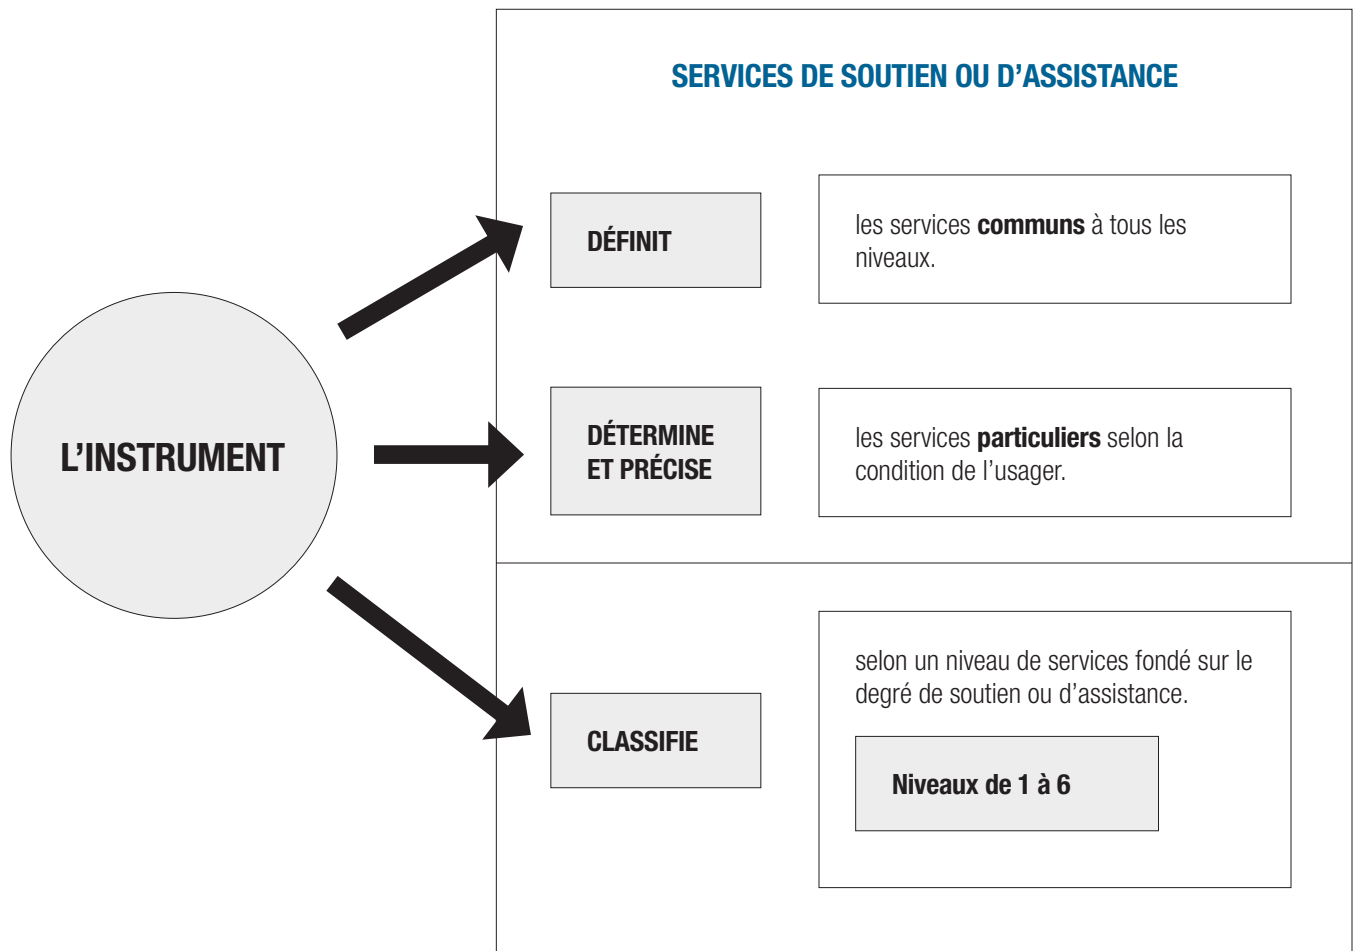 SERVICES DE SOUTIEN OU D’ASSISTANCE
L’INSTRUMENT
DÉFINIT
les services communs à tous les
niveaux.
DÉTERMINE
ET PRÉCISE
les services particuliers selon la
condition de l’usager.
CLASSIFIE
selon un niveau de services fondé sur le
degré de soutien ou d’assistance.
Niveaux de 1 à 6